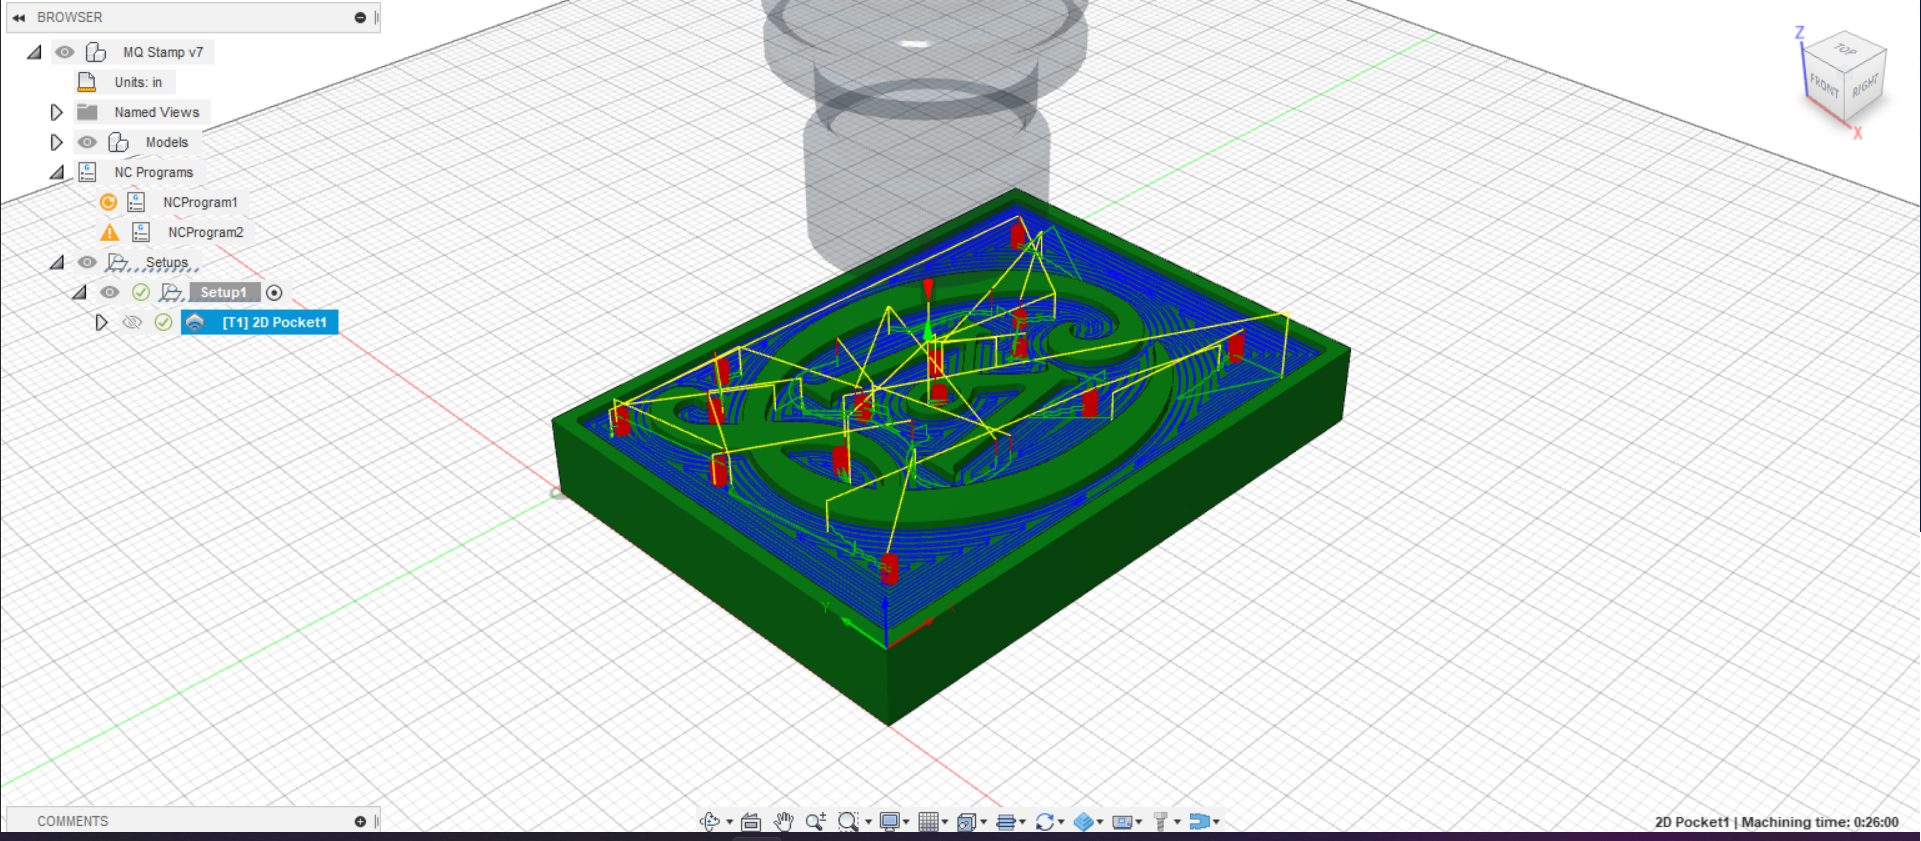 BROWSER
MQ Stamp v7
Units: in
Named Views
Models
NC Programs
NCProgram1
NCProgram2
Setups
Setup1
[T1] 2D Pocket1
Z
TOP
FRONT
RIGHT
X
Y
COMMENTS
2D Pocket1 | Machining time: 0:26:00